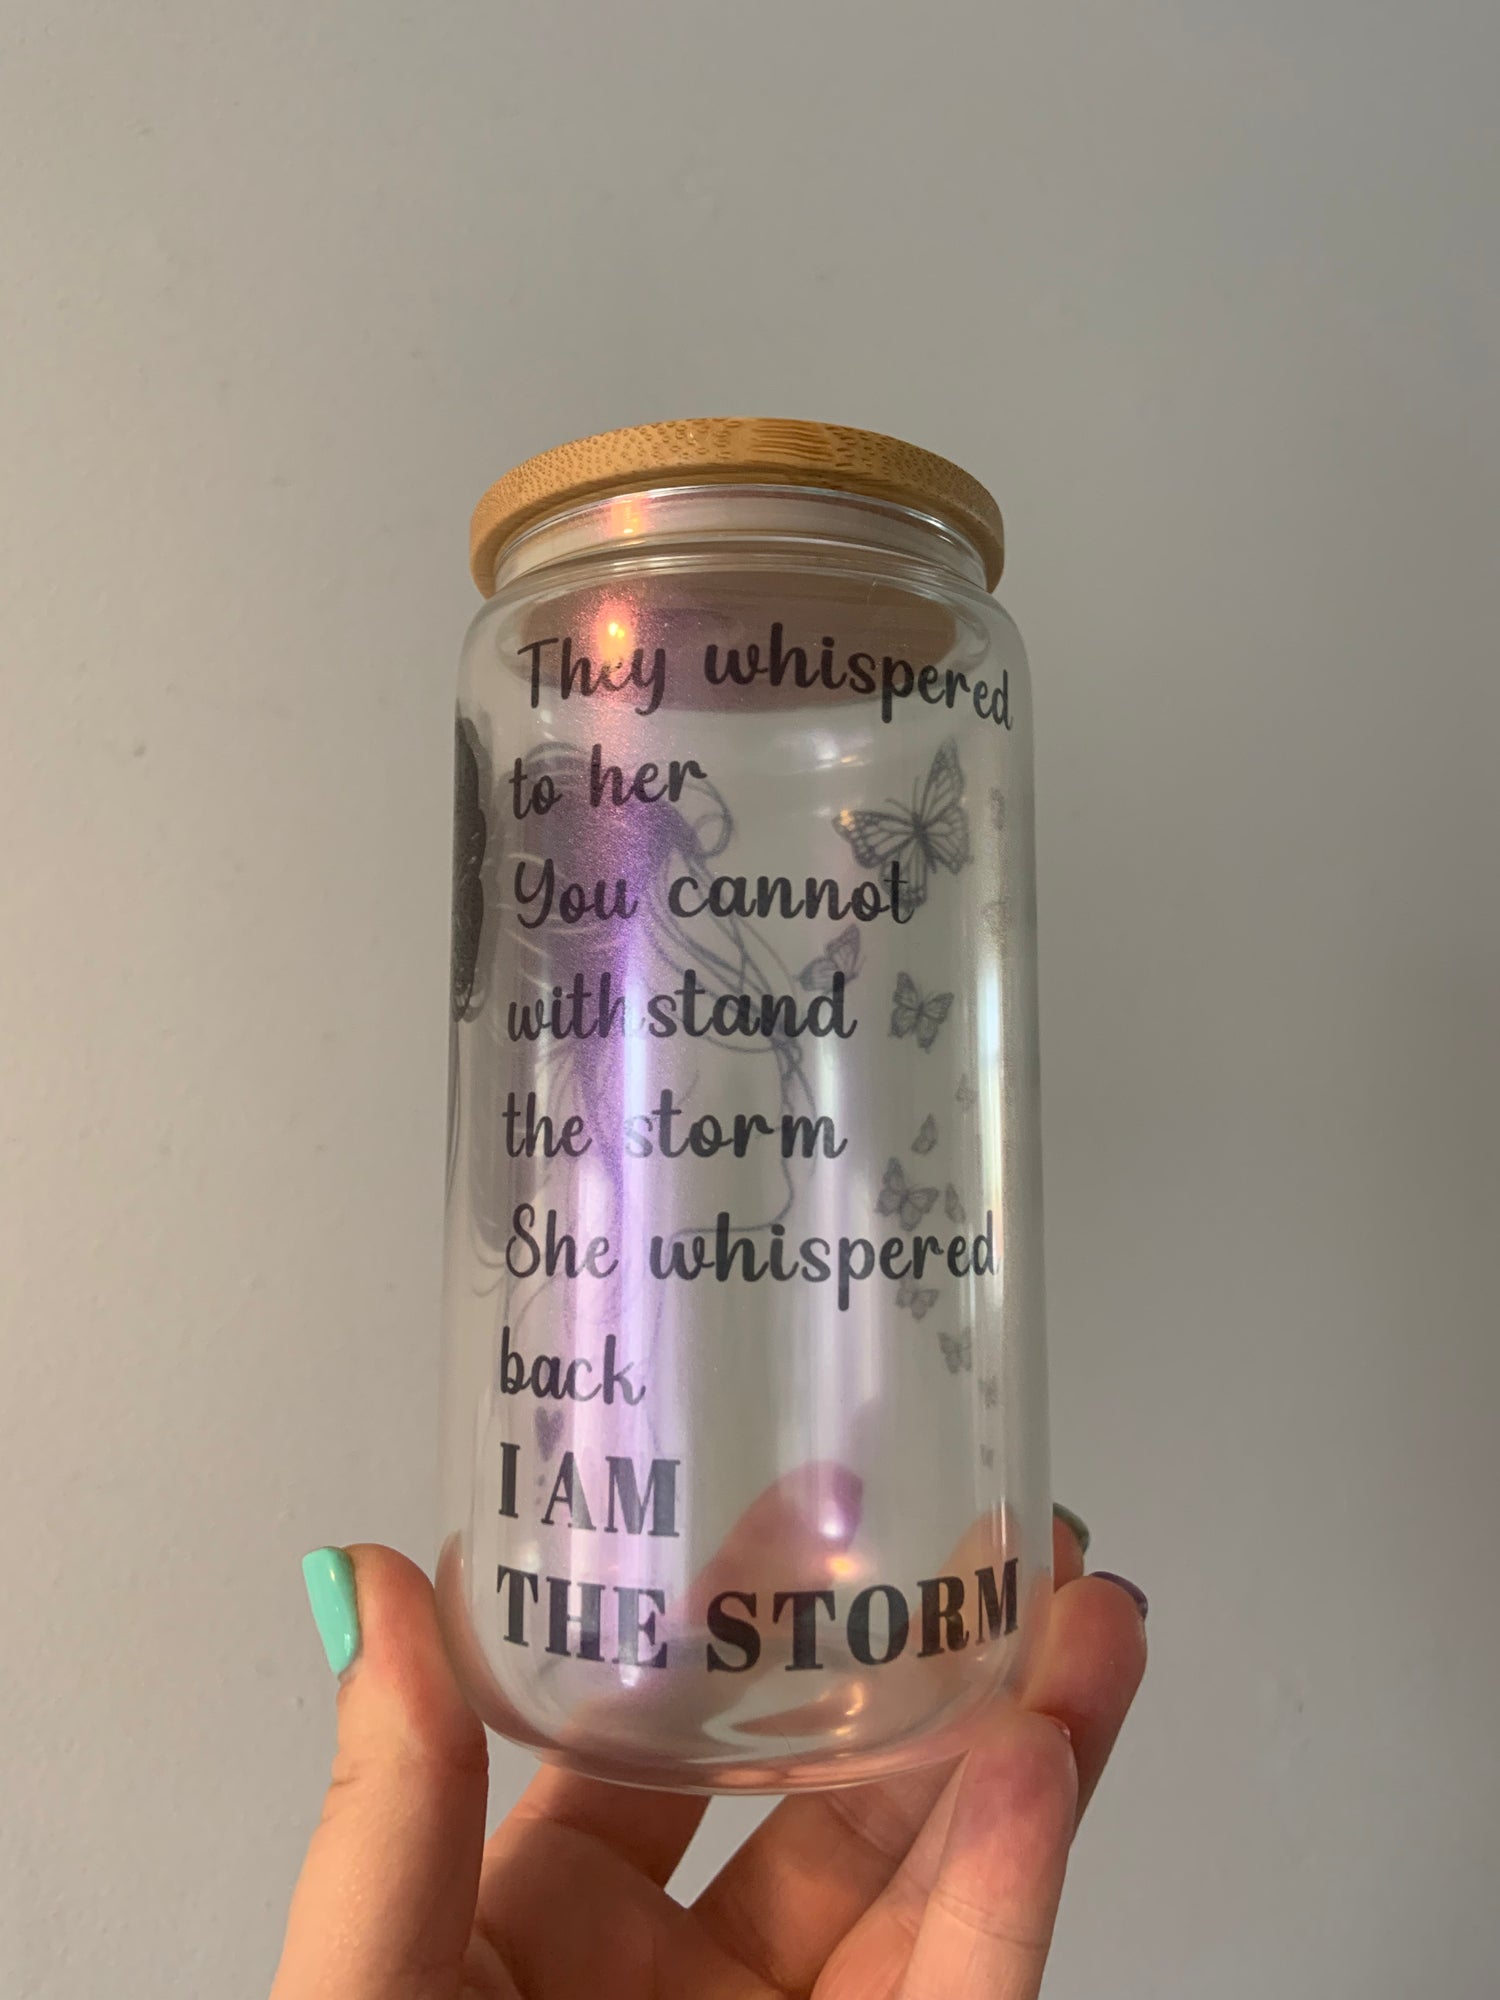 They whispered
to her
You cannot
withstand
the storm
She whispered
back
I AM
THE STORM